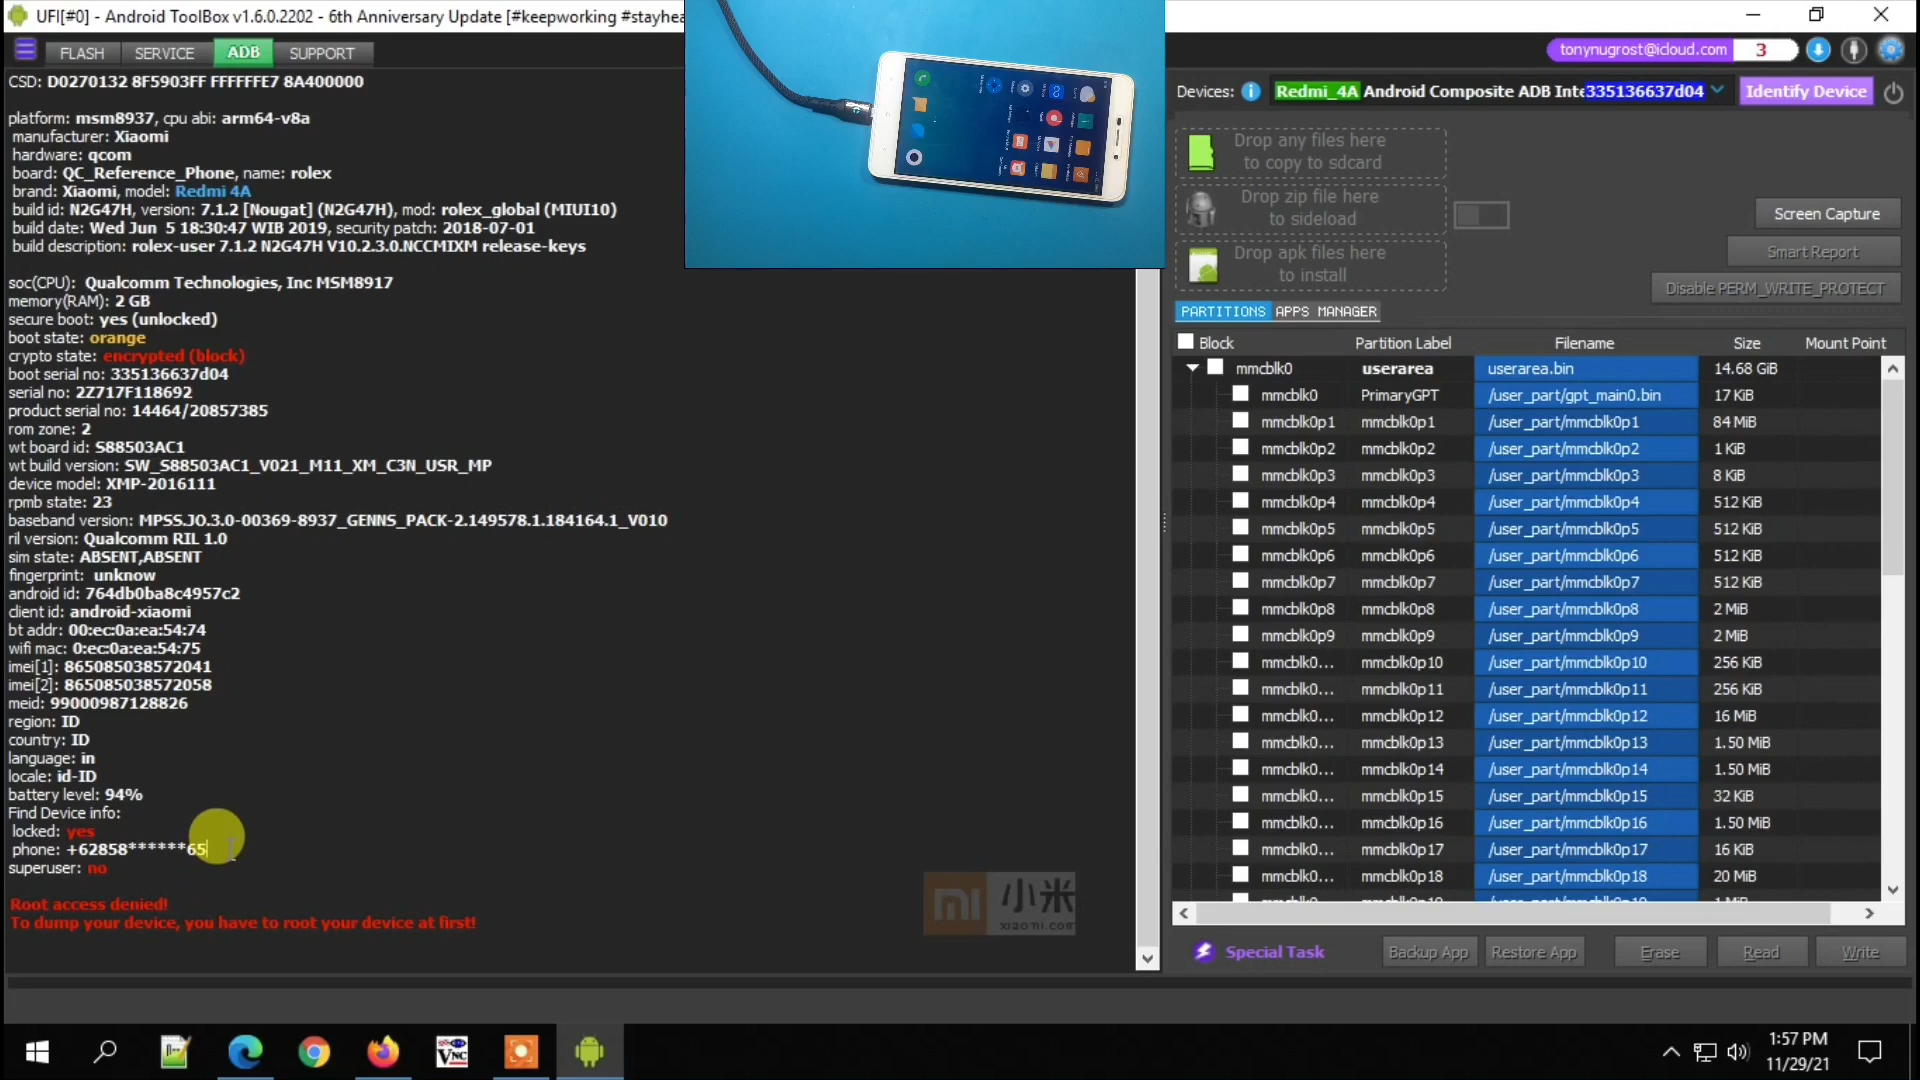 UFI[#0] - Android ToolBox v1.6.0.2202 - 6th Anniversary Update [#keepworking #stayhea
FLASH SERVICE ADB SUPPORT
tonynugrost@icloud.com 3
CSD: D0270132 8F5903FF FFFFFFE7 8A400000
platform: msm8937, cpu abi: arm64-v8a
manufacturer: Xiaomi
hardware: qcom
board: QC_Reference_Phone, name: rolex
brand: Xiaomi, model: Redmi 4A
build id: N2G47H, version: 7.1.2 [Nougat] (N2G47H), mod: rolex_global (MIUI10)
build date: Wed Jun 5 18:30:47 WIB 2019, security patch: 2018-07-01
build description: rolex-user 7.1.2 N2G47H V10.2.3.0.NCCMIXM release-keys
soc(CPU): Qualcomm Technologies, Inc MSM8917
memory(RAM): 2 GB
secure boot: yes (unlocked)
boot state: orange
crypto state: encrypted (block)
boot serial no: 335136637d04
serial no: 2Z717F118692
product serial no: 14464/20857385
rom zone: 2
wt board id: S88503AC1
wt build version: SW_S88503AC1_V021_M11_XM_C3N_USR_MP
device model: XMP-2016111
rpmb state: 23
baseband version: MPSS.JO.3.0-00369-8937_GENNS_PACK-2.149578.1.184164.1_V010
ril version: Qualcomm RIL 1.0
sim state: ABSENT,ABSENT
fingerprint: unknow
android id: 764db0ba8c4957c2
client id: android-xiaomi
bt addr: 00:ec:0a:ea:54:74
wifi mac: 0:ec:0a:ea:54:75
imei[1]: 865085038572041
imei[2]: 865085038572058
meid: 99000987128826
region: ID
country: ID
language: in
locale: id-ID
battery level: 94%
Find Device info:
locked: yes
phone: +62858******65
superuser: no
Root access denied!
To dump your device, you have to root your device at first!
mi 小米
xiaomi.com
Devices: Redmi_4A Android Composite ADB Inte335136637d04 Identify Device
Drop any files here
to copy to sdcard
Drop zip file here
to sideload
Drop apk files here
to install
Screen Capture
Smart Report
Disable PERM_WRITE_PROTECT
PARTITIONS APPS MANAGER
Block Partition Label Filename Size Mount Point
mmcblk0 userarea userarea.bin 14.68 GiB
mmcblk0 PrimaryGPT /user_part/gpt_main0.bin 17 KiB
mmcblk0p1 mmcblk0p1 /user_part/mmcblk0p1 84 MiB
mmcblk0p2 mmcblk0p2 /user_part/mmcblk0p2 1 KiB
mmcblk0p3 mmcblk0p3 /user_part/mmcblk0p3 8 KiB
mmcblk0p4 mmcblk0p4 /user_part/mmcblk0p4 512 KiB
mmcblk0p5 mmcblk0p5 /user_part/mmcblk0p5 512 KiB
mmcblk0p6 mmcblk0p6 /user_part/mmcblk0p6 512 KiB
mmcblk0p7 mmcblk0p7 /user_part/mmcblk0p7 512 KiB
mmcblk0p8 mmcblk0p8 /user_part/mmcblk0p8 2 MiB
mmcblk0p9 mmcblk0p9 /user_part/mmcblk0p9 2 MiB
mmcblk0... mmcblk0p10 /user_part/mmcblk0p10 256 KiB
mmcblk0... mmcblk0p11 /user_part/mmcblk0p11 256 KiB
mmcblk0... mmcblk0p12 /user_part/mmcblk0p12 16 MiB
mmcblk0... mmcblk0p13 /user_part/mmcblk0p13 1.50 MiB
mmcblk0... mmcblk0p14 /user_part/mmcblk0p14 1.50 MiB
mmcblk0... mmcblk0p15 /user_part/mmcblk0p15 32 KiB
mmcblk0... mmcblk0p16 /user_part/mmcblk0p16 1.50 MiB
mmcblk0... mmcblk0p17 /user_part/mmcblk0p17 16 KiB
mmcblk0... mmcblk0p18 /user_part/mmcblk0p18 20 MiB
Special Task Backup App Restore App Erase Read Write
VNC
1:57 PM
11/29/21